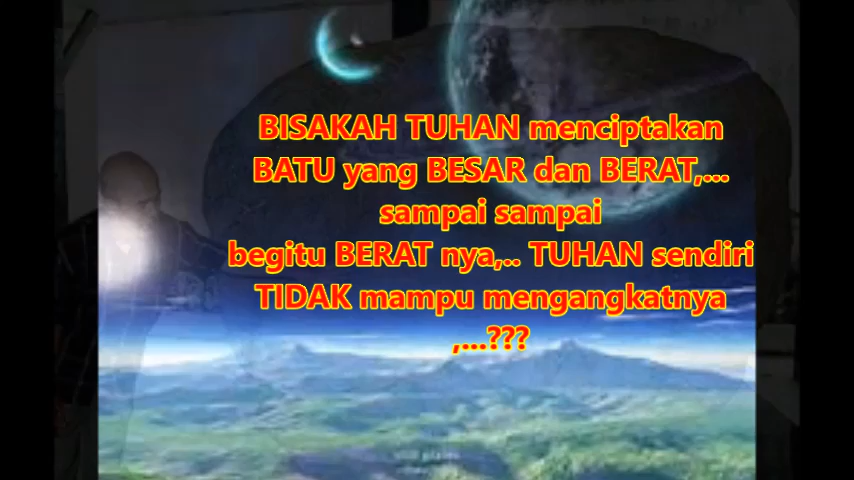 BISAKAH TUHAN menciptakan
BATU yang BESAR dan BERAT,...
sampai sampai
begitu BERAT nya,.. TUHAN sendiri
TIDAK mampu mengangkatnya
,...???